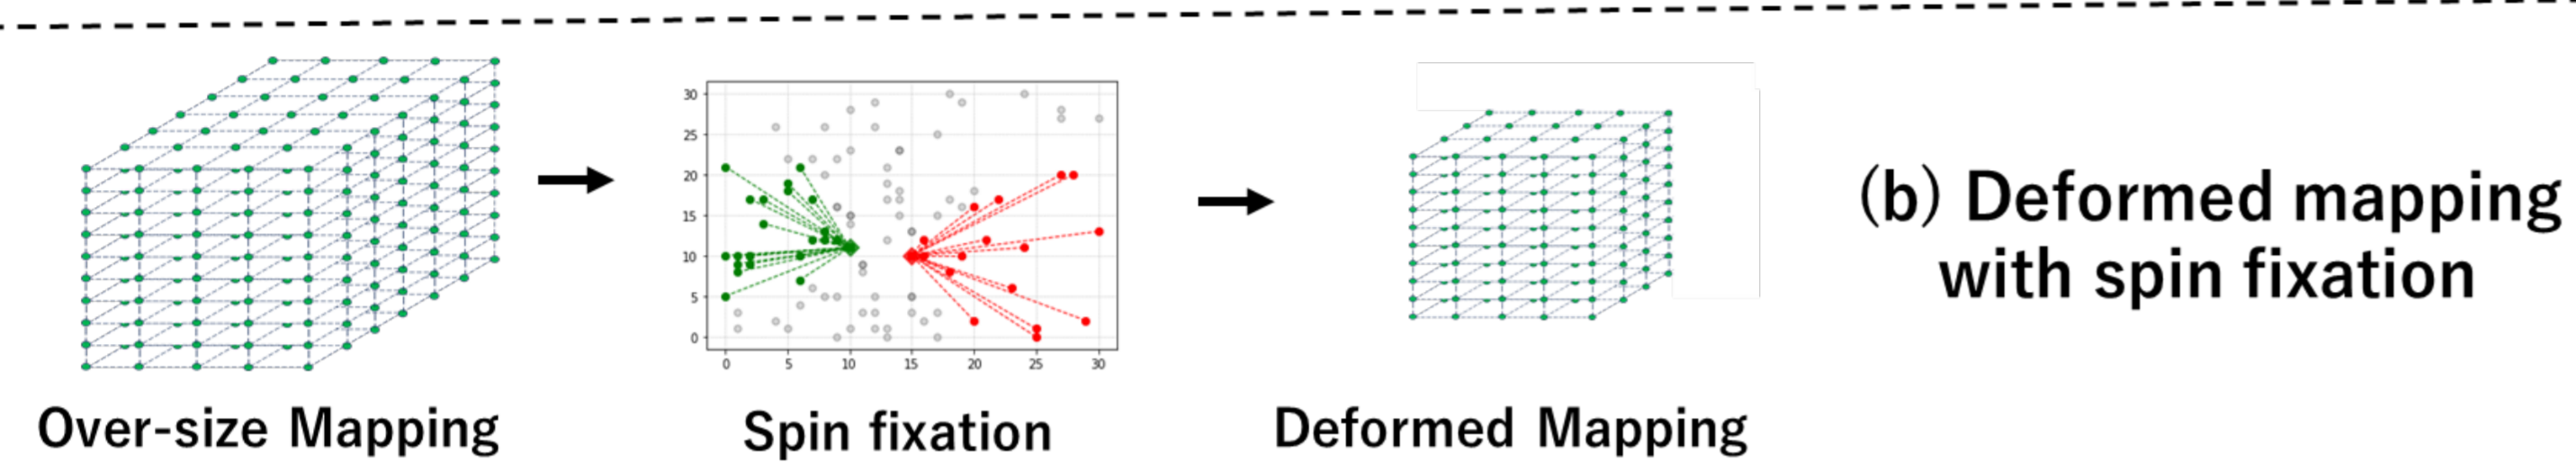 30
25
20
15
10
5
0
0 5 10 15 20 25 30
(b) Deformed mapping
with spin fixation
Over-size Mapping
Spin fixation
Deformed Mapping